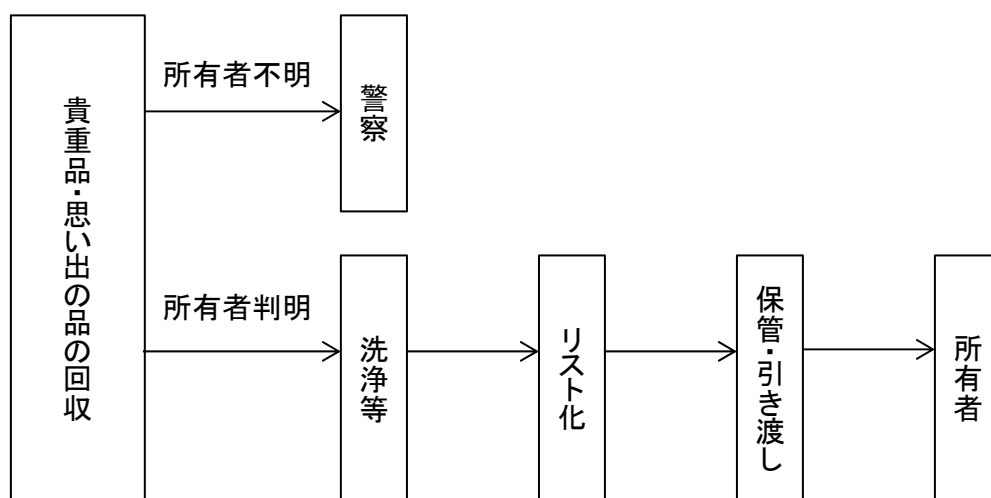 貴重品・思い出の品の回収
所有者不明
警察
所有者判明
洗浄等
リスト化
保管・引き渡し
所有者